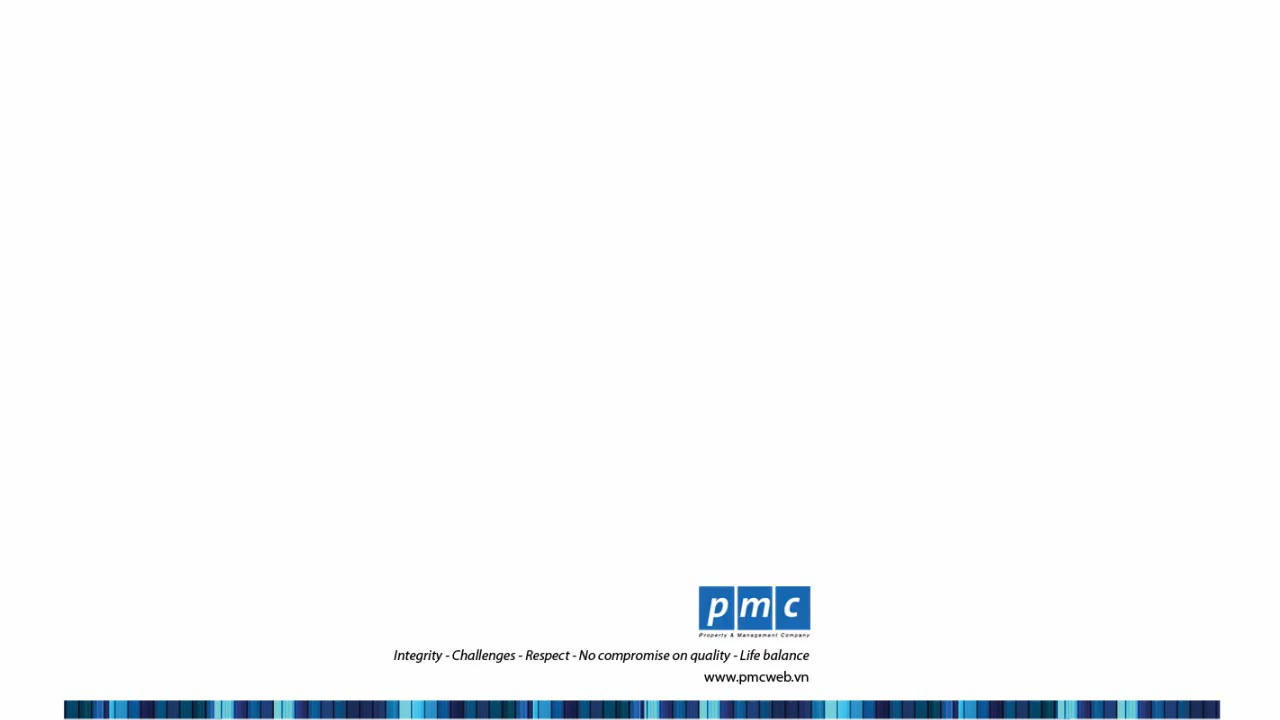 pmc
Property & Management Company
Integrity - Challenges - Respect - No compromise on quality - Life balance
www.pmcweb.vn